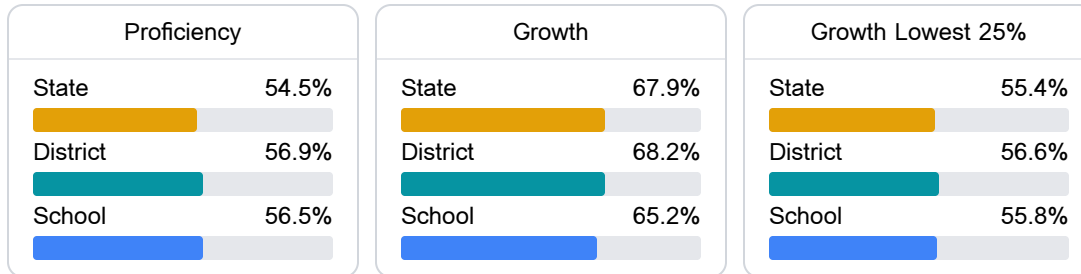 Proficiency
State 54.5%
District 56.9%
School 56.5%
Growth
State 67.9%
District 68.2%
School 65.2%
Growth Lowest 25%
State 55.4%
District 56.6%
School 55.8%